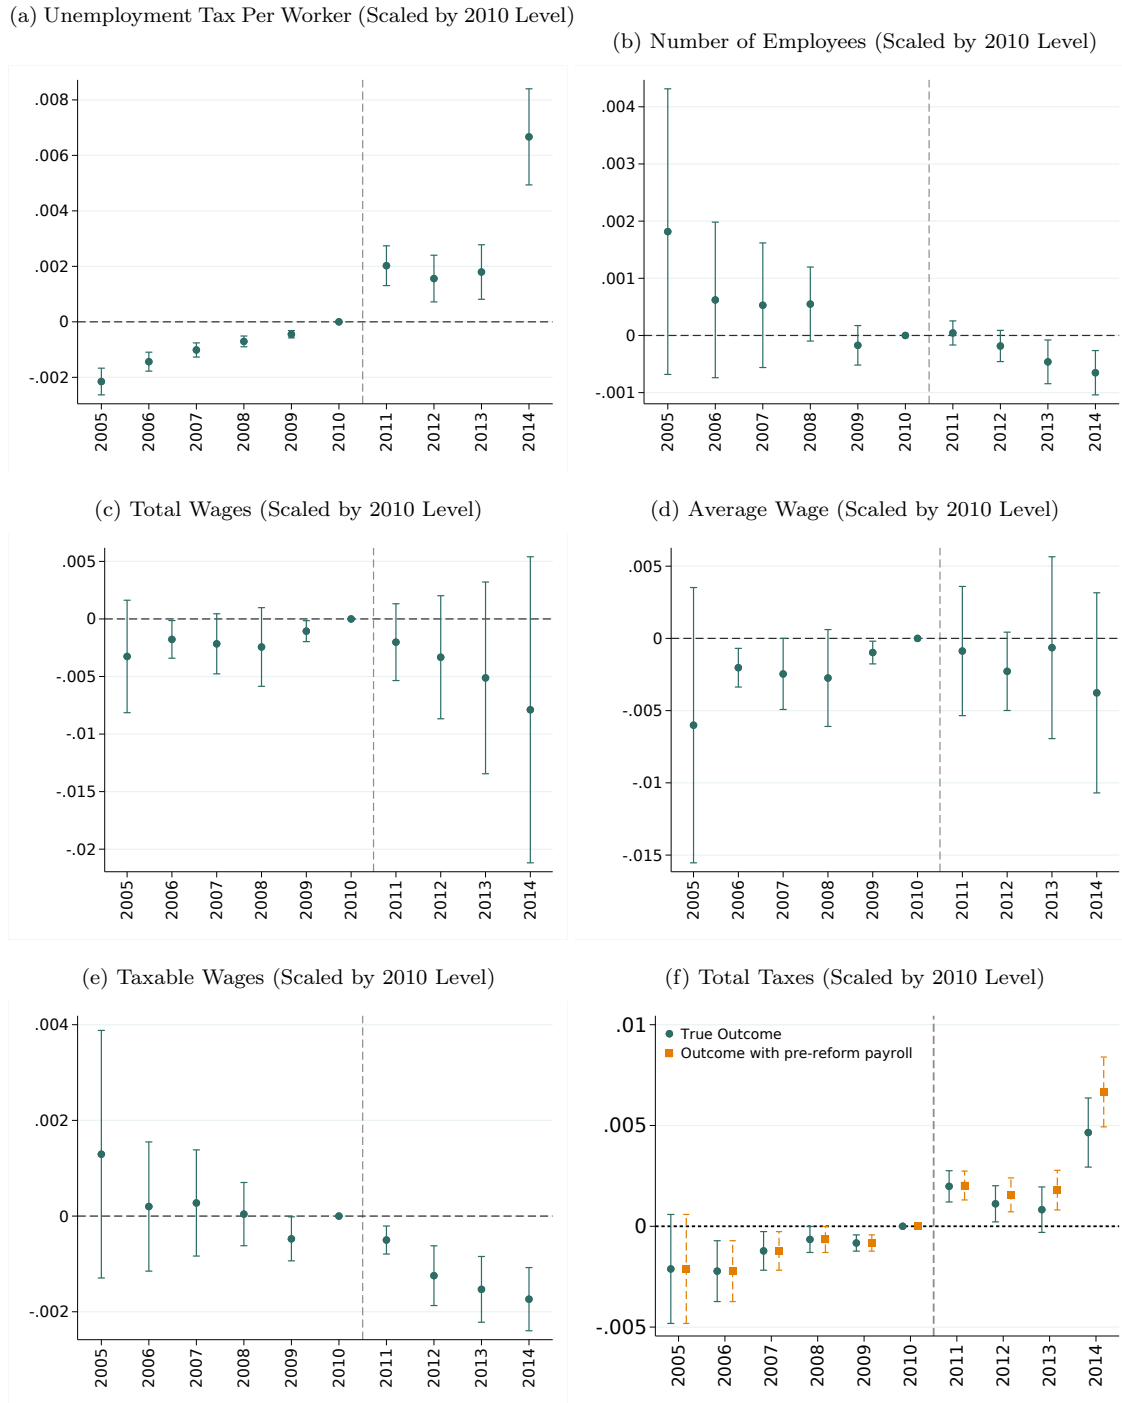 (a) Unemployment Tax Per Worker (Scaled by 2010 Level)
(b) Number of Employees (Scaled by 2010 Level)
.008
.006
.004
.002
0
-.002
2005 2006 2007 2008 2009 2010 2011 2012 2013 2014
.004
.003
.002
.001
0
-.001
2005 2006 2007 2008 2009 2010 2011 2012 2013 2014
(c) Total Wages (Scaled by 2010 Level)
(d) Average Wage (Scaled by 2010 Level)
.005
0
-.005
-.01
-.015
-.02
2005 2006 2007 2008 2009 2010 2011 2012 2013 2014
.005
0
-.005
-.01
-.015
2005 2006 2007 2008 2009 2010 2011 2012 2013 2014
(e) Taxable Wages (Scaled by 2010 Level)
(f) Total Taxes (Scaled by 2010 Level)
.004
.002
0
-.002
2005 2006 2007 2008 2009 2010 2011 2012 2013 2014
True Outcome
Outcome with pre-reform payroll
.01
.005
0
-.005
2005 2006 2007 2008 2009 2010 2011 2012 2013 2014